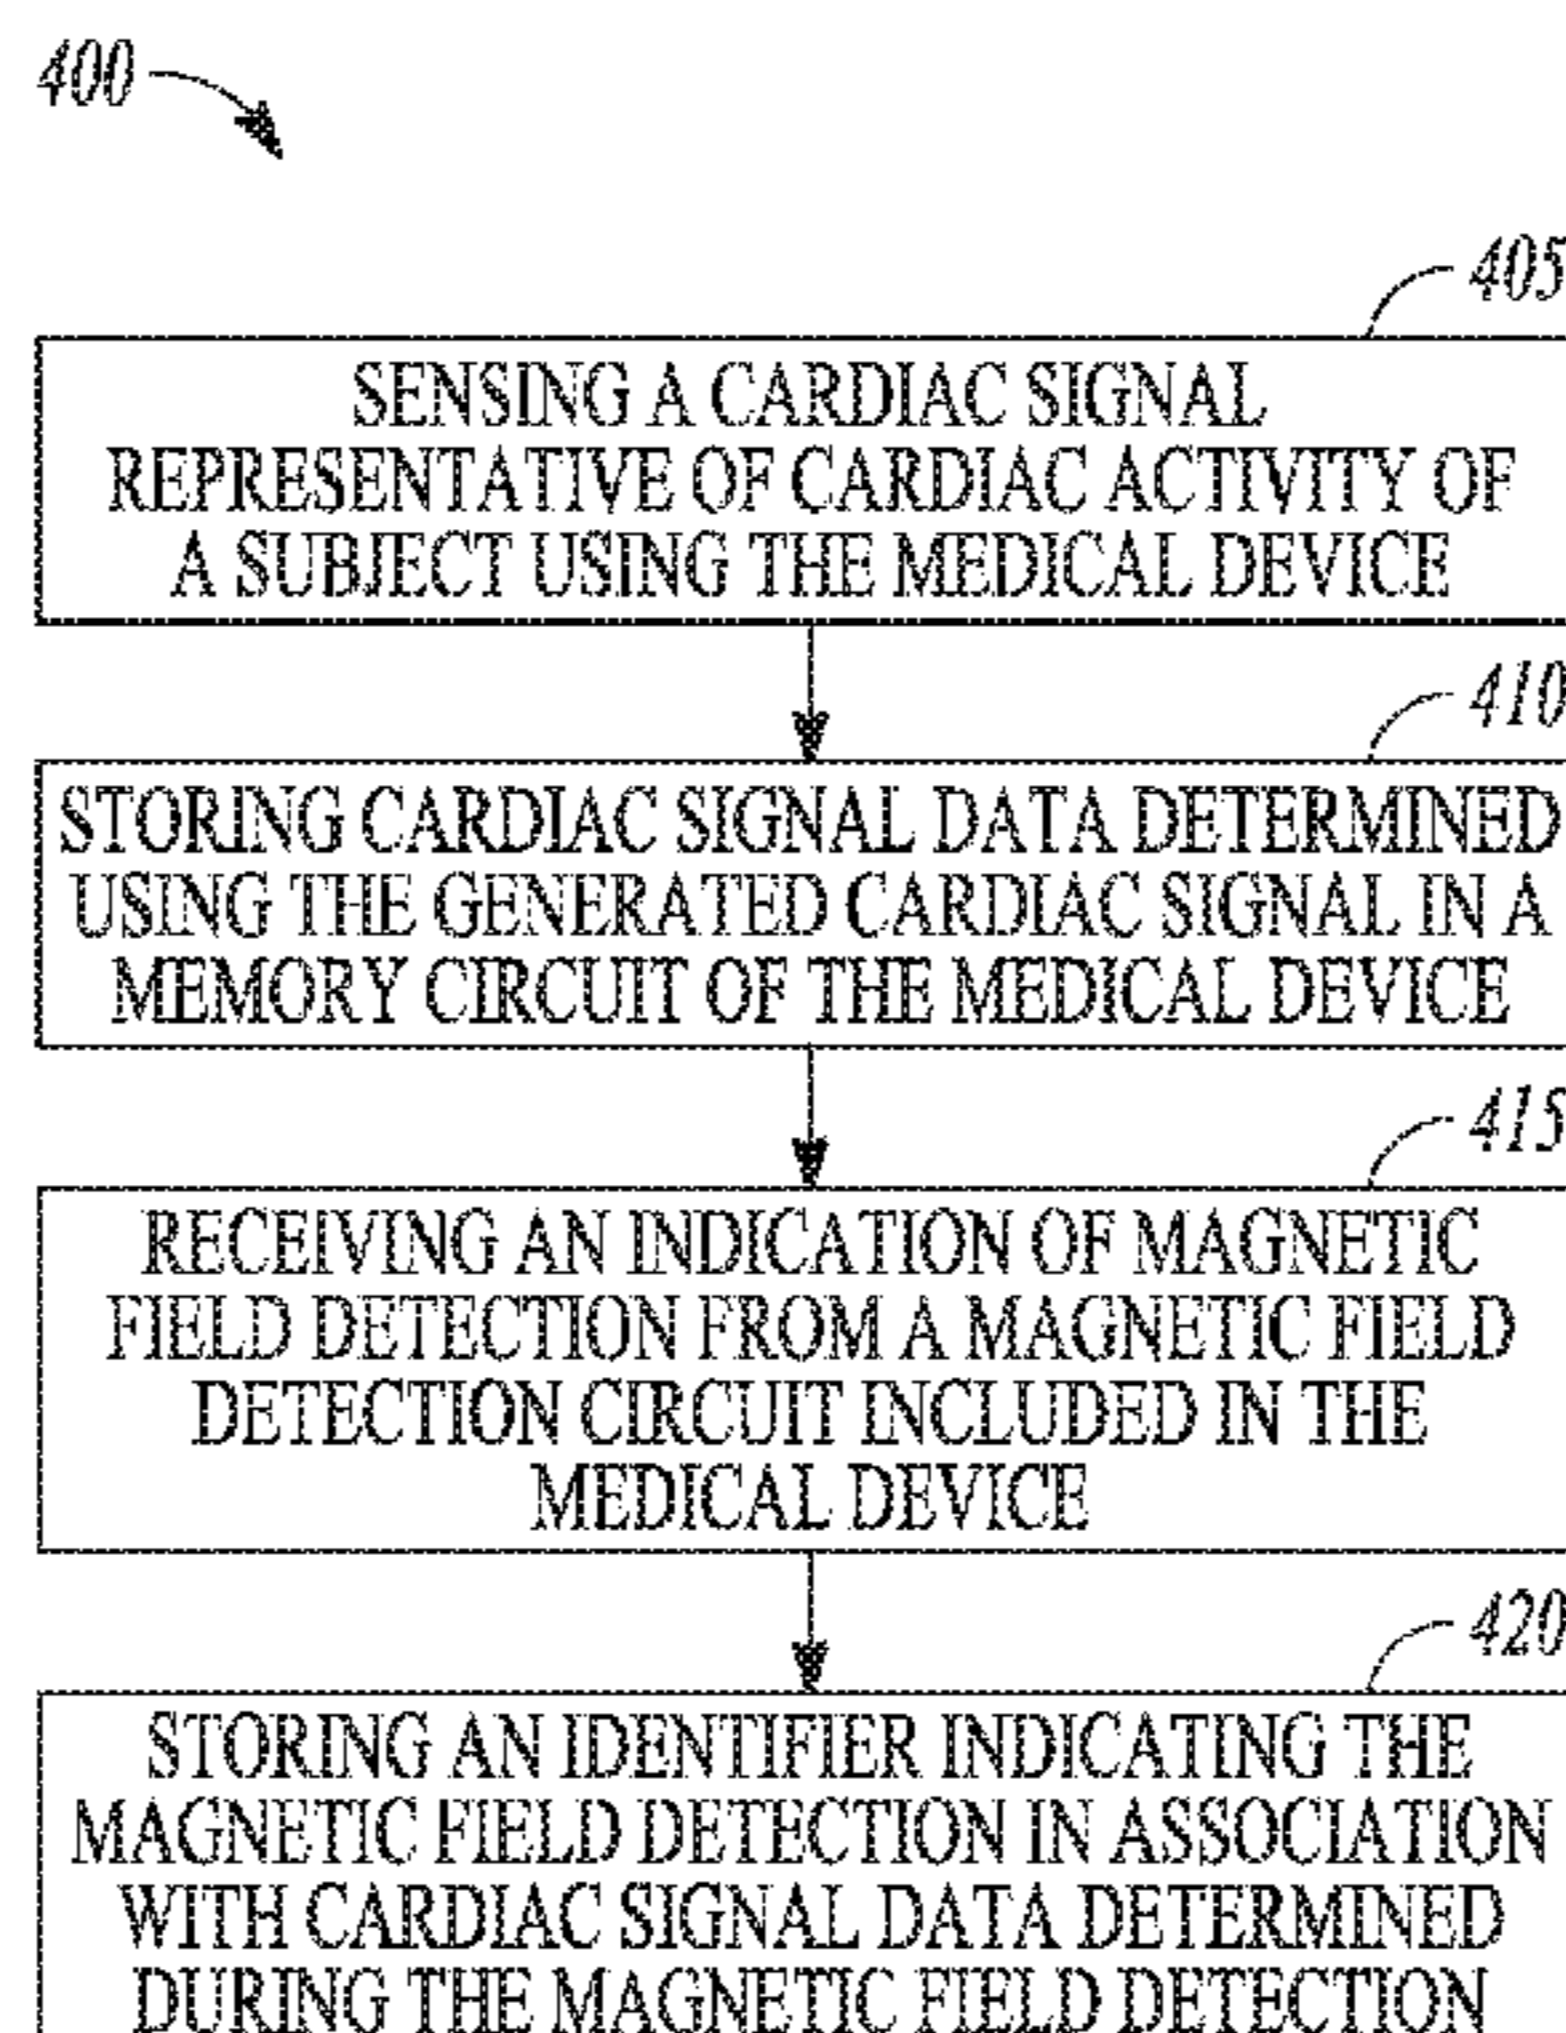 400
405
SENSING A CARDIAC SIGNAL
REPRESENTATIVE OF CARDIAC ACTIVITY OF
A SUBJECT USING THE MEDICAL DEVICE
410
STORING CARDIAC SIGNAL DATA DETERMINED
USING THE GENERATED CARDIAC SIGNAL IN A
MEMORY CIRCUIT OF THE MEDICAL DEVICE
415
RECEIVING AN INDICATION OF MAGNETIC
FIELD DETECTION FROM A MAGNETIC FIELD
DETECTION CIRCUIT INCLUDED IN THE
MEDICAL DEVICE
420
STORING AN IDENTIFIER INDICATING THE
MAGNETIC FIELD DETECTION IN ASSOCIATION
WITH CARDIAC SIGNAL DATA DETERMINED
DURING THE MAGNETIC FIELD DETECTION